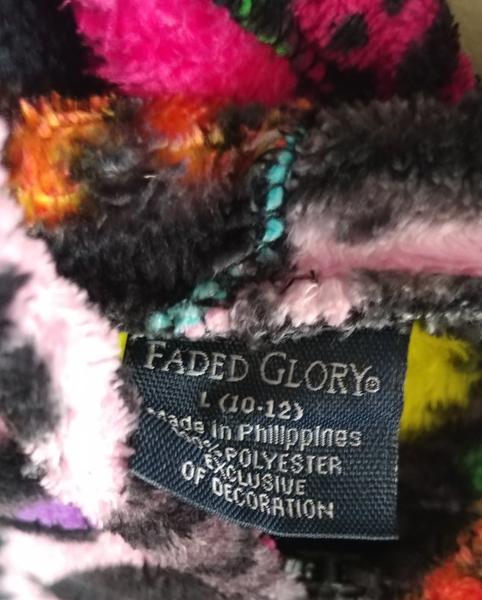 FADED GLORY®
L (10-12)
Made in Philippines
POLYESTER
EXCLUSIVE
OF DECORATION